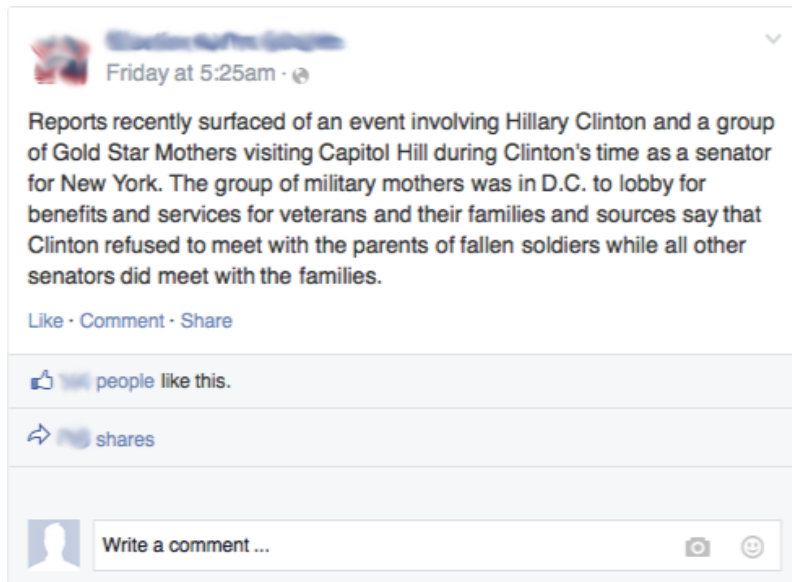 Friday at 5:25am ·
Reports recently surfaced of an event involving Hillary Clinton and a group
of Gold Star Mothers visiting Capitol Hill during Clinton's time as a senator
for New York. The group of military mothers was in D.C. to lobby for
benefits and services for veterans and their families and sources say that
Clinton refused to meet with the parents of fallen soldiers while all other
senators did meet with the families.
Like · Comment · Share
people like this.
shares
Write a comment ...